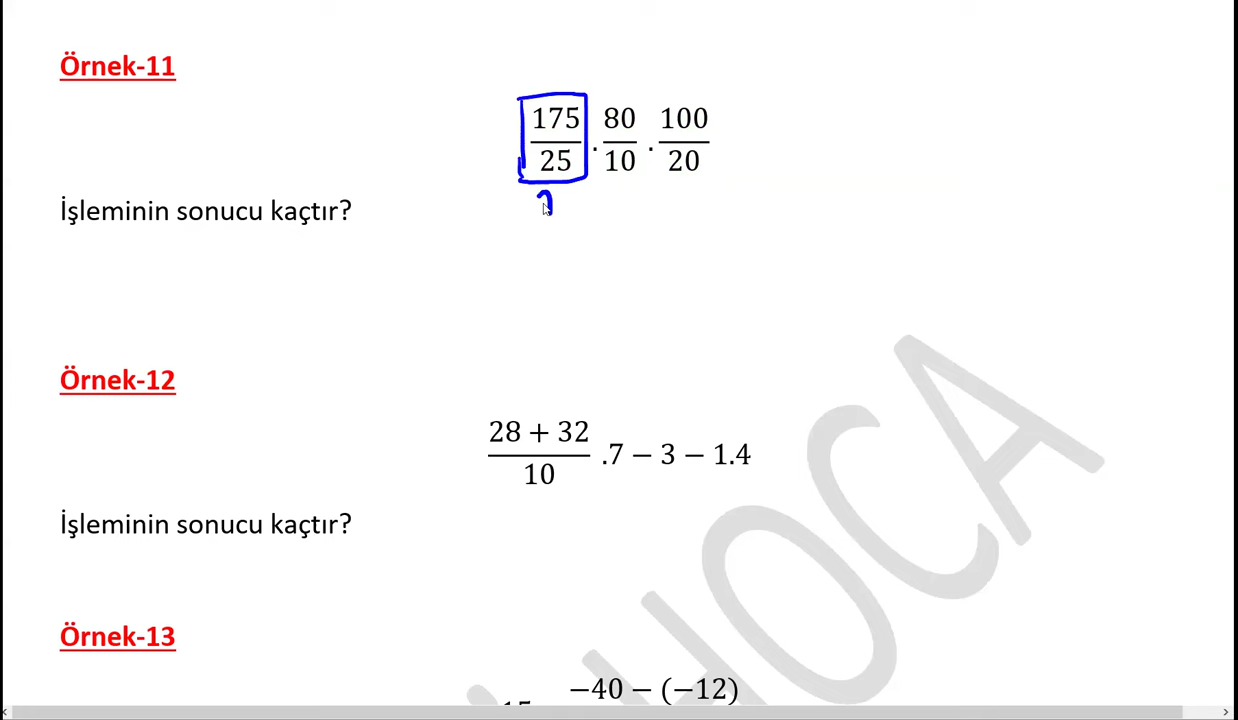 Örnek-11
175/25 . 80/10 . 100/20
İşleminin sonucu kaçtır?
Örnek-12
28 + 32/10 .7 − 3 − 1.4
İşleminin sonucu kaçtır?
HOCA
Örnek-13
−40 − (−12)
15